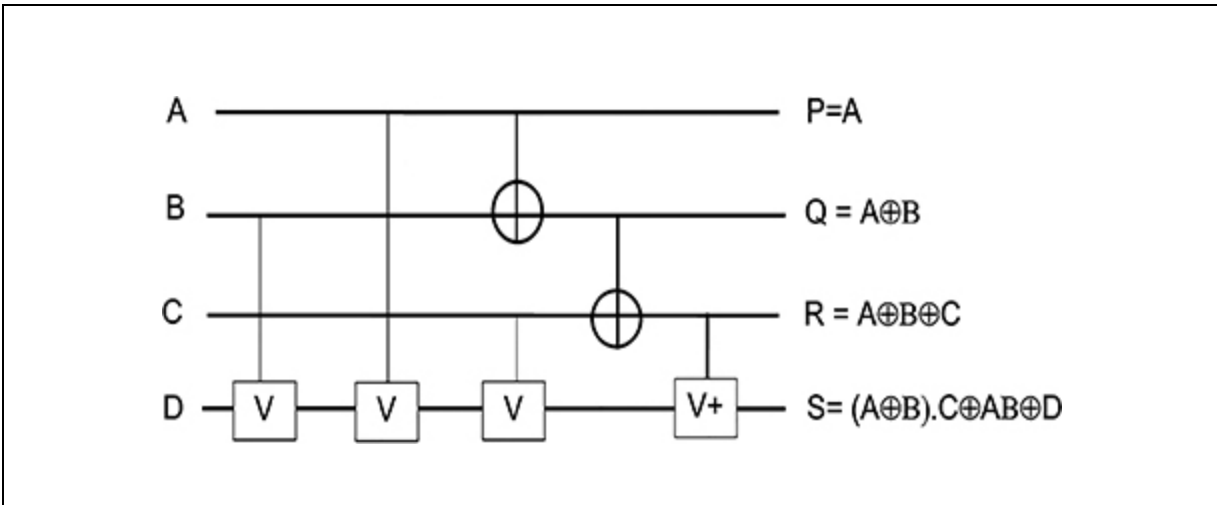 A P=A
B Q = A⊕B
C R = A⊕B⊕C
D V V V V+ S= (A⊕B).C⊕AB⊕D